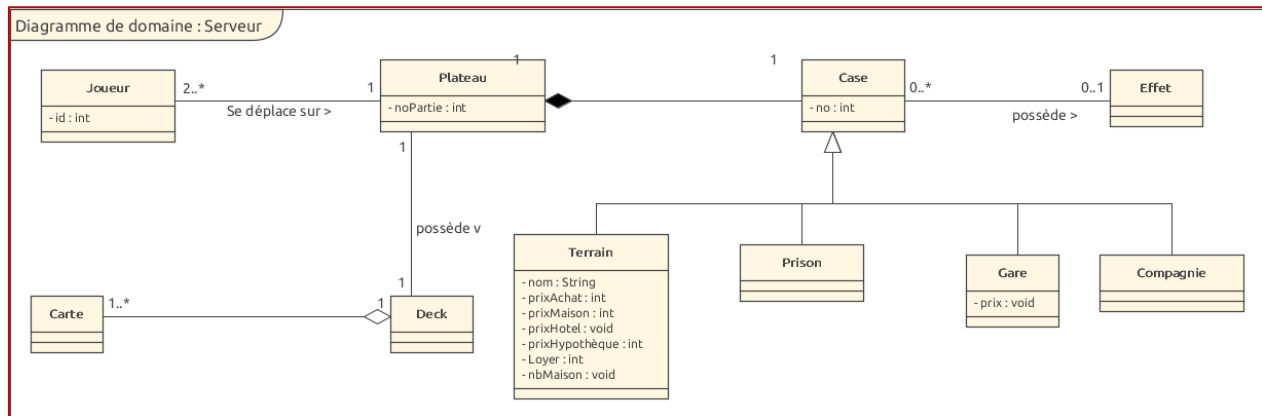 Diagramme de domaine : Serveur
Joueur
- id : int
2..*
1
Se déplace sur >
Plateau
- noPartie : int
1
1
Case
- no : int
0..*
0..1
possède >
Effet
1
possède v
1
Terrain
- nom : String
- prixAchat : int
- prixMaison : int
- prixHotel : void
- prixHypothèque : int
- Loyer : int
- nbMaison : void
Prison
Gare
- prix : void
Compagnie
Carte
1..*
1
Deck